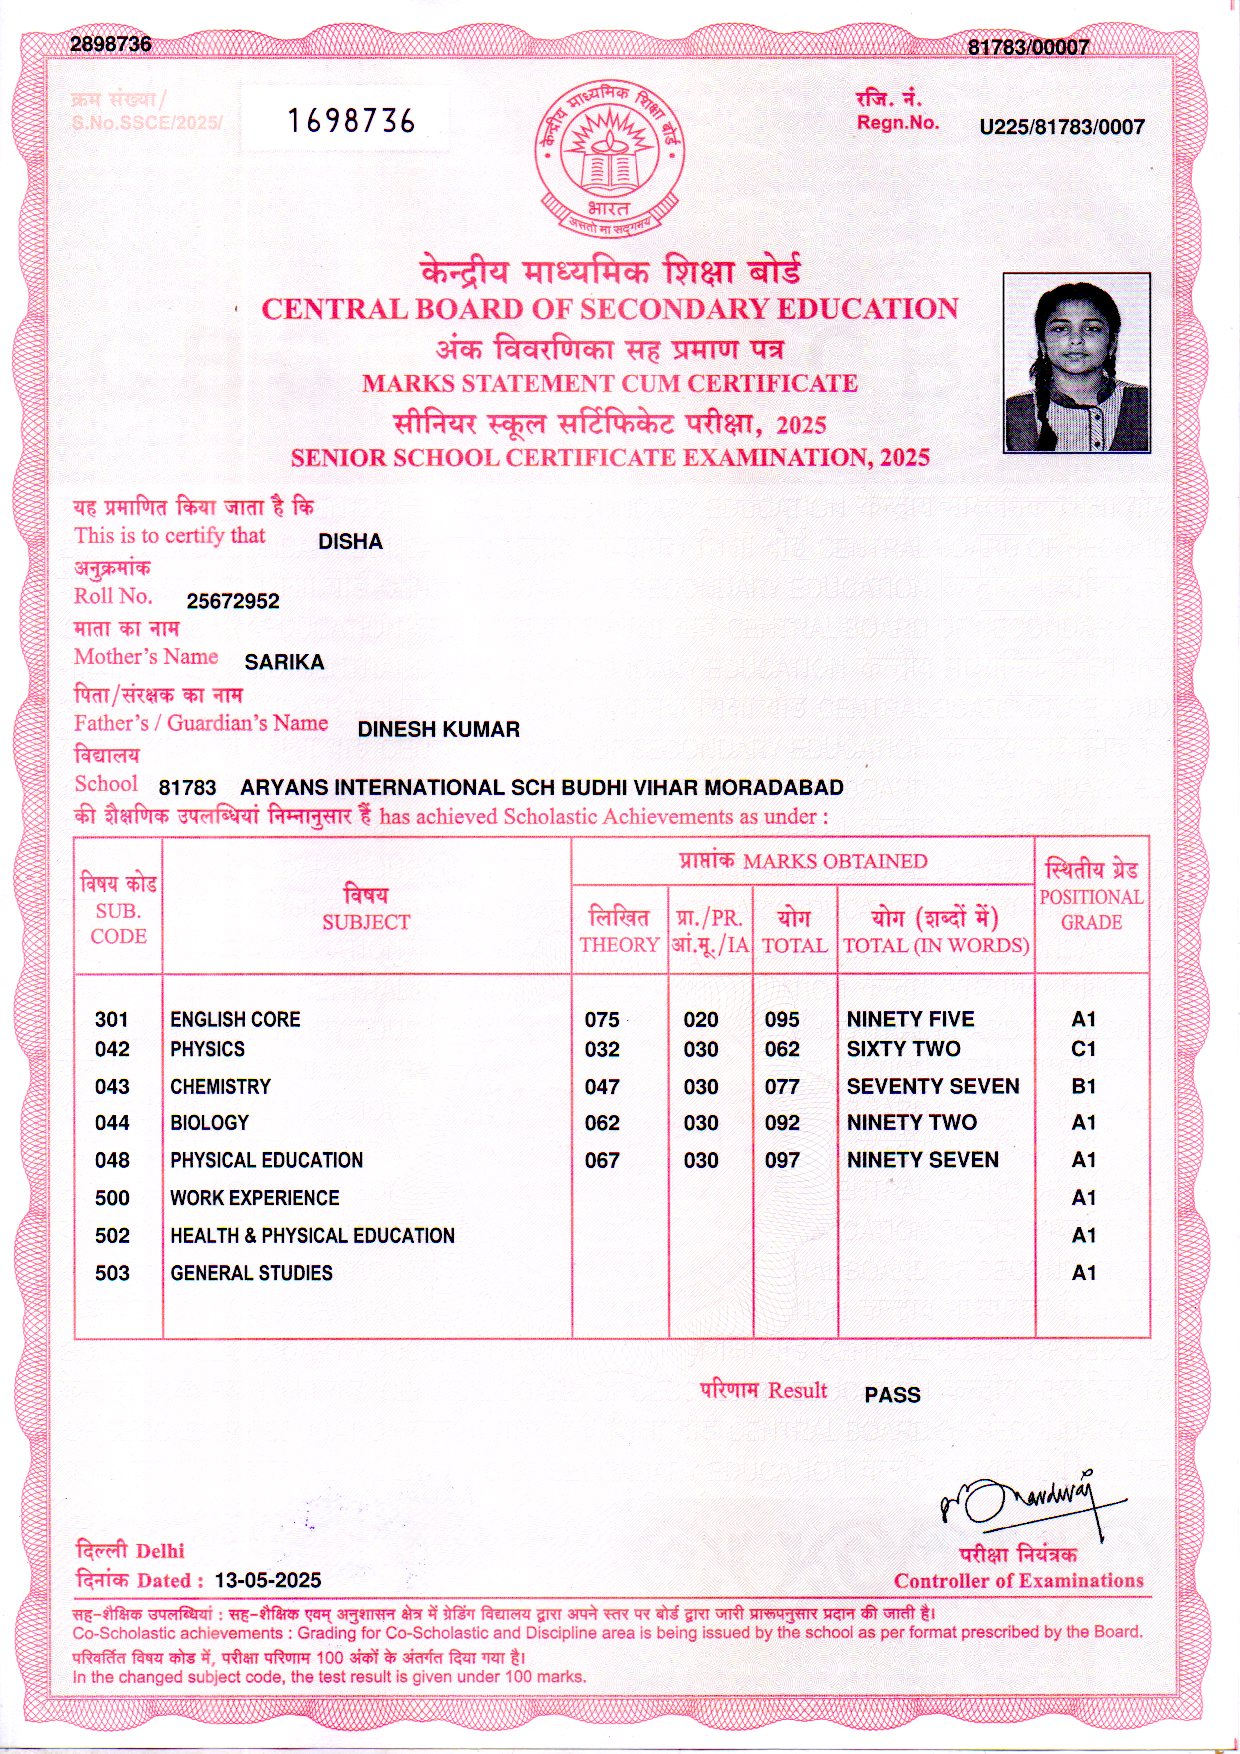 2898736 81783/00007
क्रम संख्या/ रजि. नं.
S.No.SSCE/2025/ 1698736 Regn.No. U225/81783/0007
केन्द्रीय माध्यमिक शिक्षा बोर्ड
भारत
असतो मा सद्गमय
केन्द्रीय माध्यमिक शिक्षा बोर्ड
CENTRAL BOARD OF SECONDARY EDUCATION
अंक विवरणिका सह प्रमाण पत्र
MARKS STATEMENT CUM CERTIFICATE
सीनियर स्कूल सर्टिफिकेट परीक्षा, 2025
SENIOR SCHOOL CERTIFICATE EXAMINATION, 2025
यह प्रमाणित किया जाता है कि
This is to certify that DISHA
अनुक्रमांक
Roll No. 25672952
माता का नाम
Mother's Name SARIKA
पिता/संरक्षक का नाम
Father's / Guardian's Name DINESH KUMAR
विद्यालय
School 81783 ARYANS INTERNATIONAL SCH BUDHI VIHAR MORADABAD
की शैक्षणिक उपलब्धियां निम्नानुसार हैं has achieved Scholastic Achievements as under :
विषय कोड
SUB.
CODE
विषय
SUBJECT
प्राप्तांक MARKS OBTAINED
लिखित
THEORY
प्रा./PR.
आं.मू./IA
योग
TOTAL
योग (शब्दों में)
TOTAL (IN WORDS)
स्थितीय ग्रेड
POSITIONAL
GRADE
301 ENGLISH CORE 075 020 095 NINETY FIVE A1
042 PHYSICS 032 030 062 SIXTY TWO C1
043 CHEMISTRY 047 030 077 SEVENTY SEVEN B1
044 BIOLOGY 062 030 092 NINETY TWO A1
048 PHYSICAL EDUCATION 067 030 097 NINETY SEVEN A1
500 WORK EXPERIENCE A1
502 HEALTH & PHYSICAL EDUCATION A1
503 GENERAL STUDIES A1
परिणाम Result PASS
दिल्ली Delhi
दिनांक Dated : 13-05-2025
परीक्षा नियंत्रक
Controller of Examinations
सह-शैक्षिक उपलब्धियां : सह-शैक्षिक एवम् अनुशासन क्षेत्र में ग्रेडिंग विद्यालय द्वारा अपने स्तर पर बोर्ड द्वारा जारी प्रारूपनुसार प्रदान की जाती है।
Co-Scholastic achievements : Grading for Co-Scholastic and Discipline area is being issued by the school as per format prescribed by the Board.
परिवर्तित विषय कोड में, परीक्षा परिणाम 100 अंकों के अंतर्गत दिया गया है।
In the changed subject code, the test result is given under 100 marks.